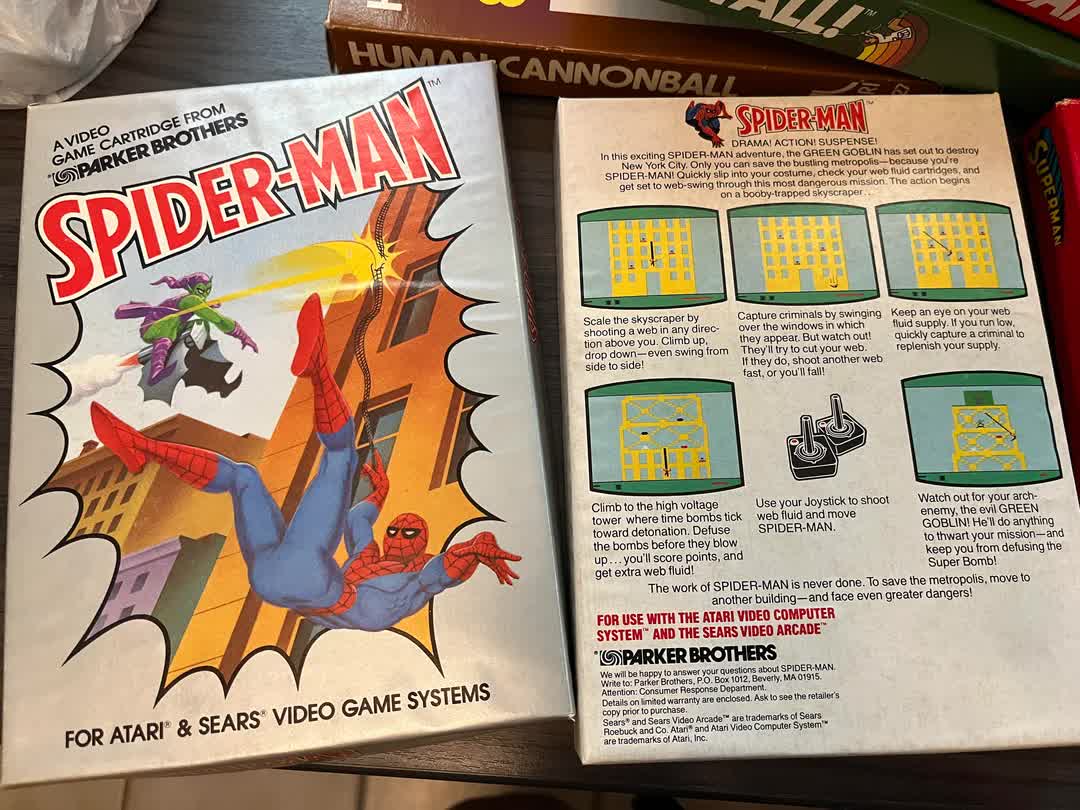 HUMAN CANNONBALL
ALL!™
SUPERMAN
A VIDEO
GAME CARTRIDGE FROM
PARKER BROTHERS
SPIDER-MAN™
FOR ATARI® & SEARS® VIDEO GAME SYSTEMS
SPIDER-MAN™
DRAMA! ACTION! SUSPENSE!
In this exciting SPIDER-MAN adventure, the GREEN GOBLIN has set out to destroy
New York City. Only you can save the bustling metropolis—because you're
SPIDER-MAN! Quickly slip into your costume, check your web fluid cartridges, and
get set to web-swing through this most dangerous mission. The action begins
on a booby-trapped skyscraper...
Scale the skyscraper by
shooting a web in any direc-
tion above you. Climb up,
drop down—even swing from
side to side!
Capture criminals by swinging
over the windows in which
they appear. But watch out!
They'll try to cut your web.
If they do, shoot another web
fast, or you'll fall!
Keep an eye on your web
fluid supply. If you run low,
quickly capture a criminal to
replenish your supply.
Climb to the high voltage
tower where time bombs tick
toward detonation. Defuse
the bombs before they blow
up...you'll score points, and
get extra web fluid!
Use your Joystick to shoot
web fluid and move
SPIDER-MAN.
Watch out for your arch-
enemy, the evil GREEN
GOBLIN! He'll do anything
to thwart your mission—and
keep you from defusing the
Super Bomb!
The work of SPIDER-MAN is never done. To save the metropolis, move to
another building—and face even greater dangers!
FOR USE WITH THE ATARI VIDEO COMPUTER
SYSTEM™ AND THE SEARS VIDEO ARCADE™
PARKER BROTHERS
We will be happy to answer your questions about SPIDER-MAN.
Write to: Parker Brothers, P.O. Box 1012, Beverly, MA 01915.
Attention: Consumer Response Department.
Details on limited warranty are enclosed. Ask to see the retailer's
copy prior to purchase.
Sears® and Sears Video Arcade™ are trademarks of Sears
Roebuck and Co. Atari® and Atari Video Computer System™
are trademarks of Atari, Inc.